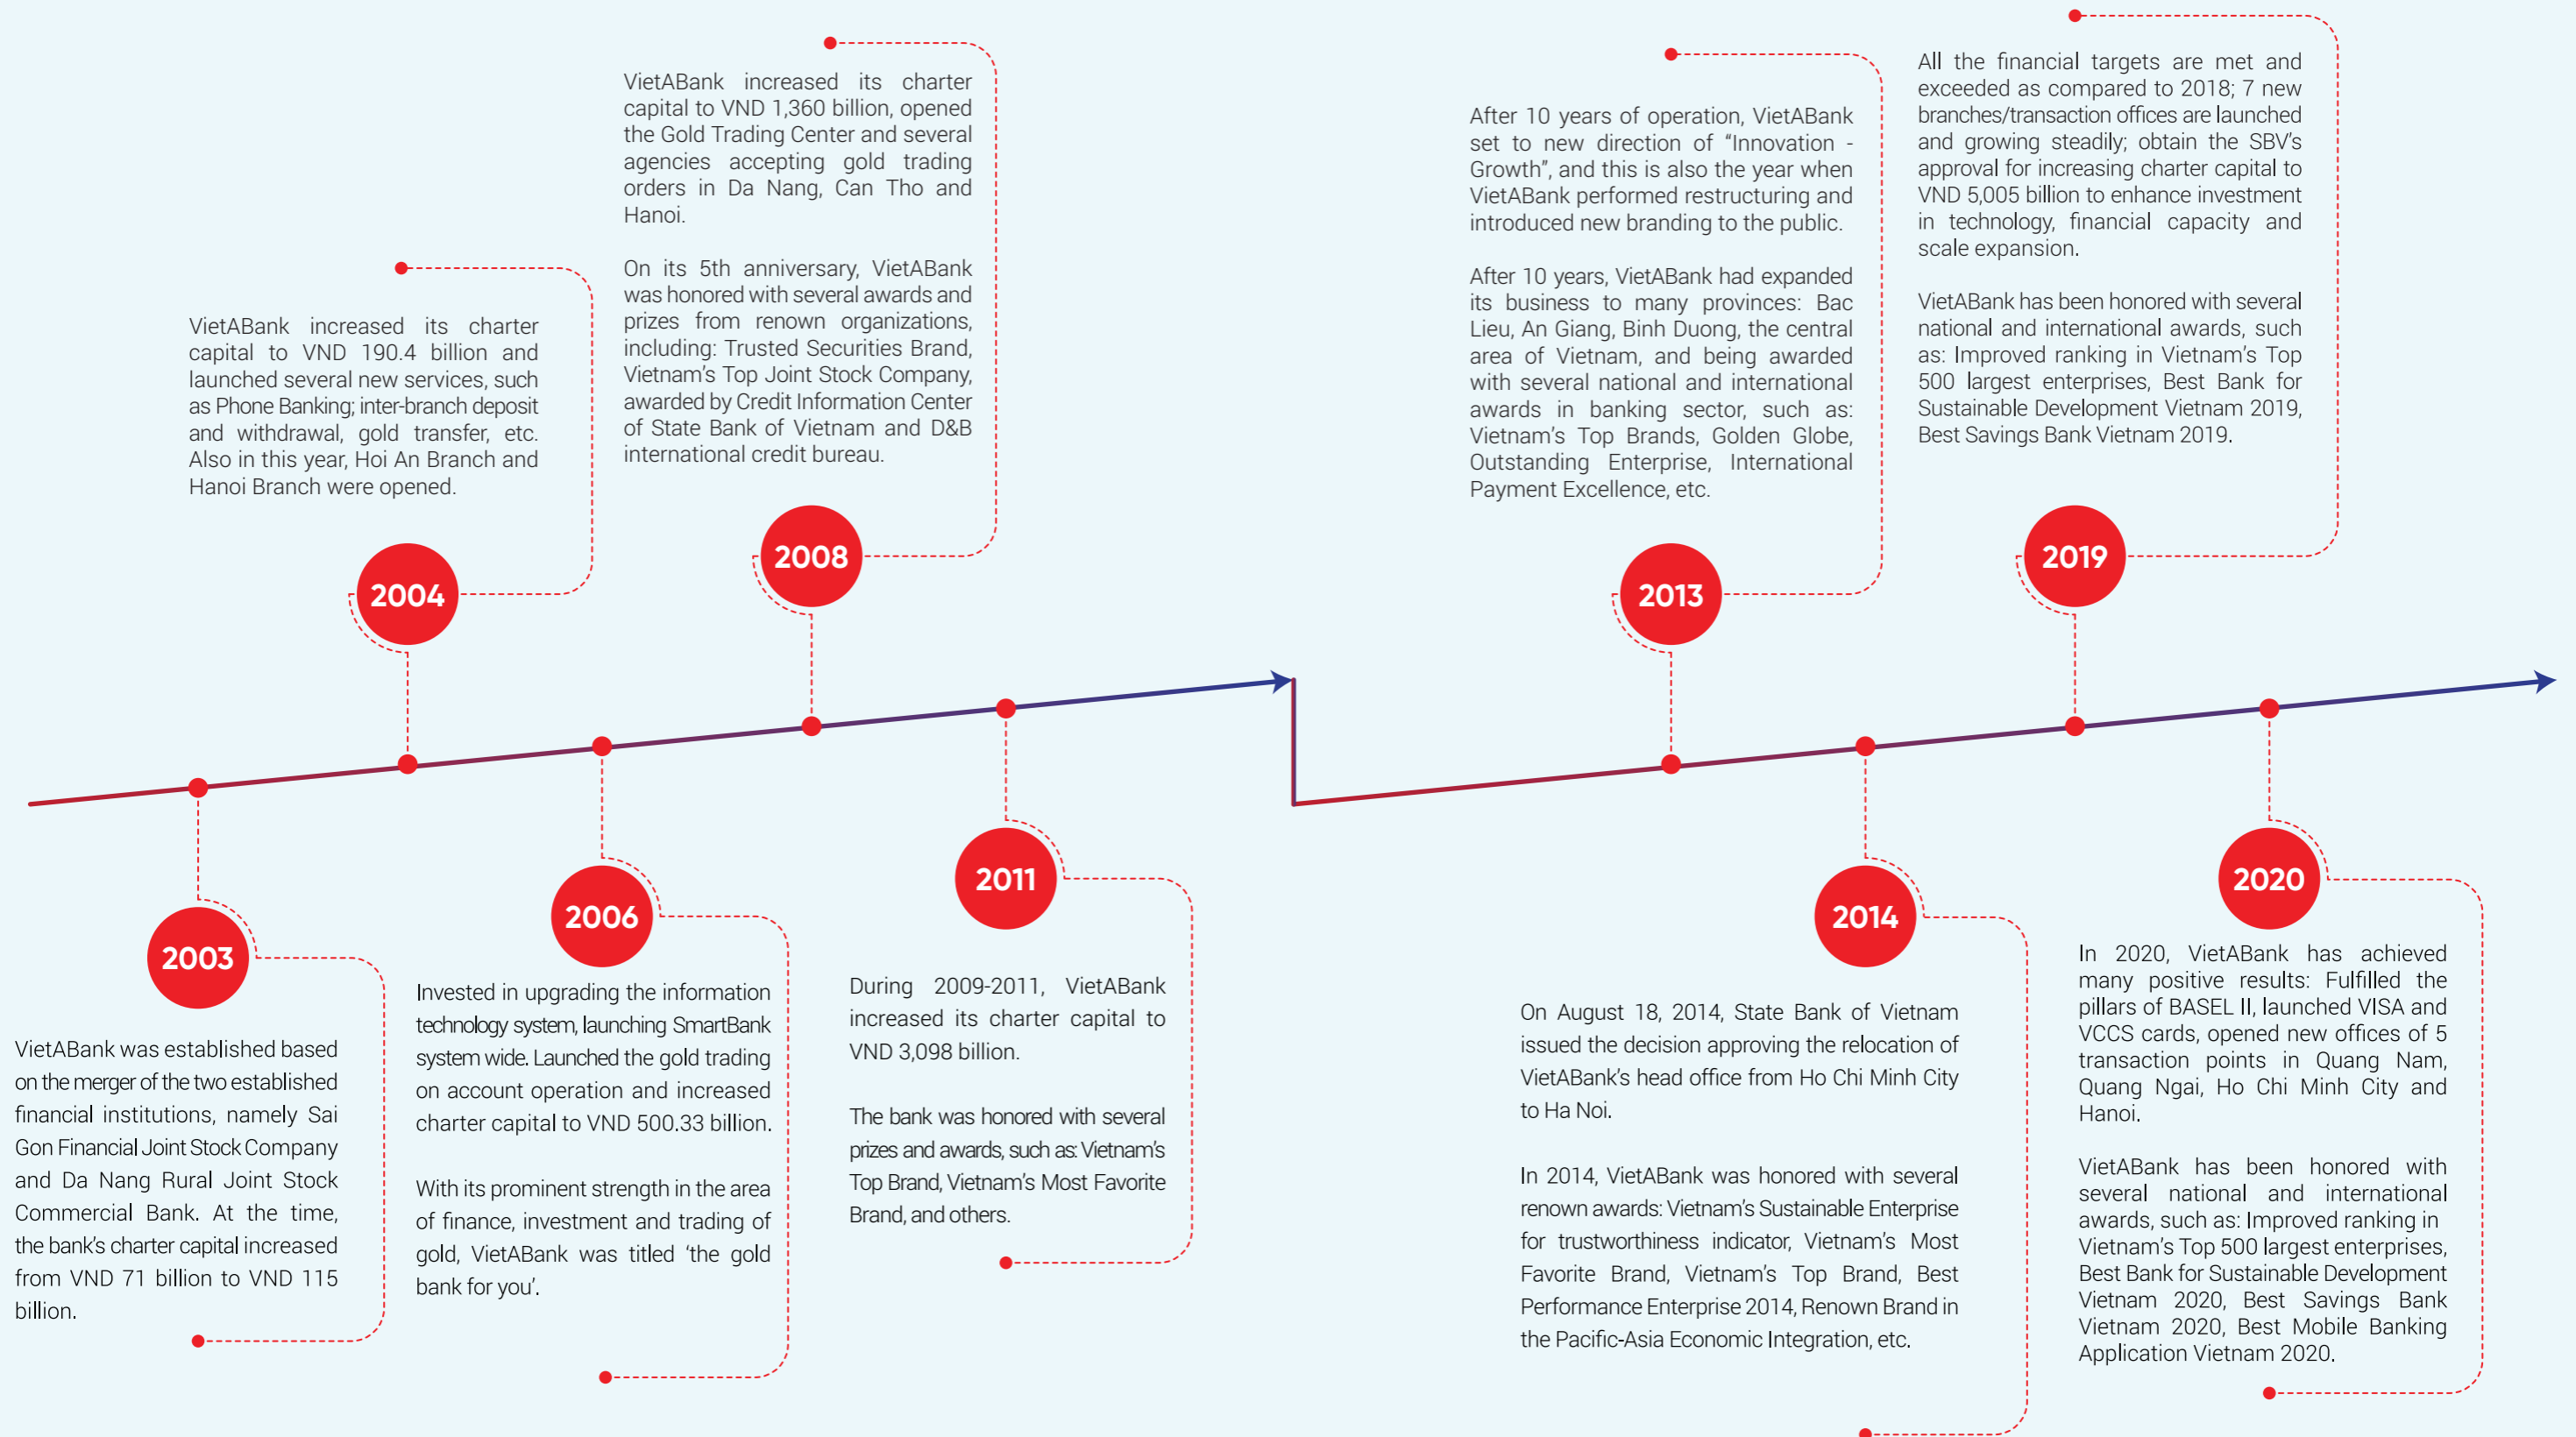 2003
VietABank was established based
on the merger of the two established
financial institutions, namely Sai
Gon Financial Joint Stock Company
and Da Nang Rural Joint Stock
Commercial Bank. At the time,
the bank's charter capital increased
from VND 71 billion to VND 115
billion.
VietABank increased its charter
capital to VND 190.4 billion and
launched several new services, such
as Phone Banking; inter-branch deposit
and withdrawal, gold transfer, etc.
Also in this year, Hoi An Branch and
Hanoi Branch were opened.
2004
2006
Invested in upgrading the information
technology system, launching SmartBank
system wide. Launched the gold trading
on account operation and increased
charter capital to VND 500.33 billion.
With its prominent strength in the area
of finance, investment and trading of
gold, VietABank was titled ‘the gold
bank for you’.
VietABank increased its charter
capital to VND 1,360 billion, opened
the Gold Trading Center and several
agencies accepting gold trading
orders in Da Nang, Can Tho and
Hanoi.
On its 5th anniversary, VietABank
was honored with several awards and
prizes from renown organizations,
including: Trusted Securities Brand,
Vietnam’s Top Joint Stock Company,
awarded by Credit Information Center
of State Bank of Vietnam and D&B
international credit bureau.
2008
2011
During 2009-2011, VietABank
increased its charter capital to
VND 3,098 billion.
The bank was honored with several
prizes and awards, such as: Vietnam’s
Top Brand, Vietnam’s Most Favorite
Brand, and others.
After 10 years of operation, VietABank
set to new direction of “Innovation -
Growth”, and this is also the year when
VietABank performed restructuring and
introduced new branding to the public.
After 10 years, VietABank had expanded
its business to many provinces: Bac
Lieu, An Giang, Binh Duong, the central
area of Vietnam, and being awarded
with several national and international
awards in banking sector, such as:
Vietnam’s Top Brands, Golden Globe,
Outstanding Enterprise, International
Payment Excellence, etc.
2013
2014
On August 18, 2014, State Bank of Vietnam
issued the decision approving the relocation of
VietABank’s head office from Ho Chi Minh City
to Ha Noi.
In 2014, VietABank was honored with several
renown awards: Vietnam’s Sustainable Enterprise
for trustworthiness indicator, Vietnam’s Most
Favorite Brand, Vietnam’s Top Brand, Best
Performance Enterprise 2014, Renown Brand in
the Pacific-Asia Economic Integration, etc.
All the financial targets are met and
exceeded as compared to 2018; 7 new
branches/transaction offices are launched
and growing steadily; obtain the SBV’s
approval for increasing charter capital to
VND 5,005 billion to enhance investment
in technology, financial capacity and
scale expansion.
VietABank has been honored with several
national and international awards, such
as: Improved ranking in Vietnam’s Top
500 largest enterprises, Best Bank for
Sustainable Development Vietnam 2019,
Best Savings Bank Vietnam 2019.
2019
2020
In 2020, VietABank has achieved
many positive results: Fulfilled the
pillars of BASEL II, launched VISA and
VCCS cards, opened new offices of 5
transaction points in Quang Nam,
Quang Ngai, Ho Chi Minh City and
Hanoi.
VietABank has been honored with
several national and international
awards, such as: Improved ranking in
Vietnam’s Top 500 largest enterprises,
Best Bank for Sustainable Development
Vietnam 2020, Best Savings Bank
Vietnam 2020, Best Mobile Banking
Application Vietnam 2020.